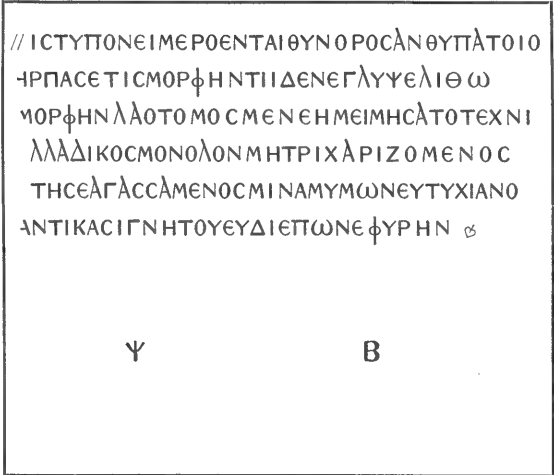 //ΙϹΤΥΠΟΝΕΙΜΕΡΟΕΝΤΑΙΘΥΝΟΡΟϹΑΝΘΥΠΑΤΟΙΟ
ΗΡΠΑϹΕΤΙϹΜΟΡΦΗΝΤΙΙΔΕΝΕΓΛΥΨΕΛΙΘΩ
ΜΟΡΦΗΝΛΑΟΤΟΜΟϹΜΕΝΕΗΜΕΙΜΗϹΑΤΟΤΕΧΝΙ
ΛΛΑΔΙΚΟϹΜΟΝΟΛΟΝΜΗΤΡΙΧΑΡΙΖΟΜΕΝΟϹ
ΤΗϹΕΑΓΑϹϹΑΜΕΝΟϹΜΙΝΑΜΥΜΩΝΕΥΤΥΧΙΑΝΟ
ΑΝΤΙΚΑϹΙΓΝΗΤΟΥΕΥΔΙΕΠΩΝΕΦΥΡΗΝ
Ψ Β